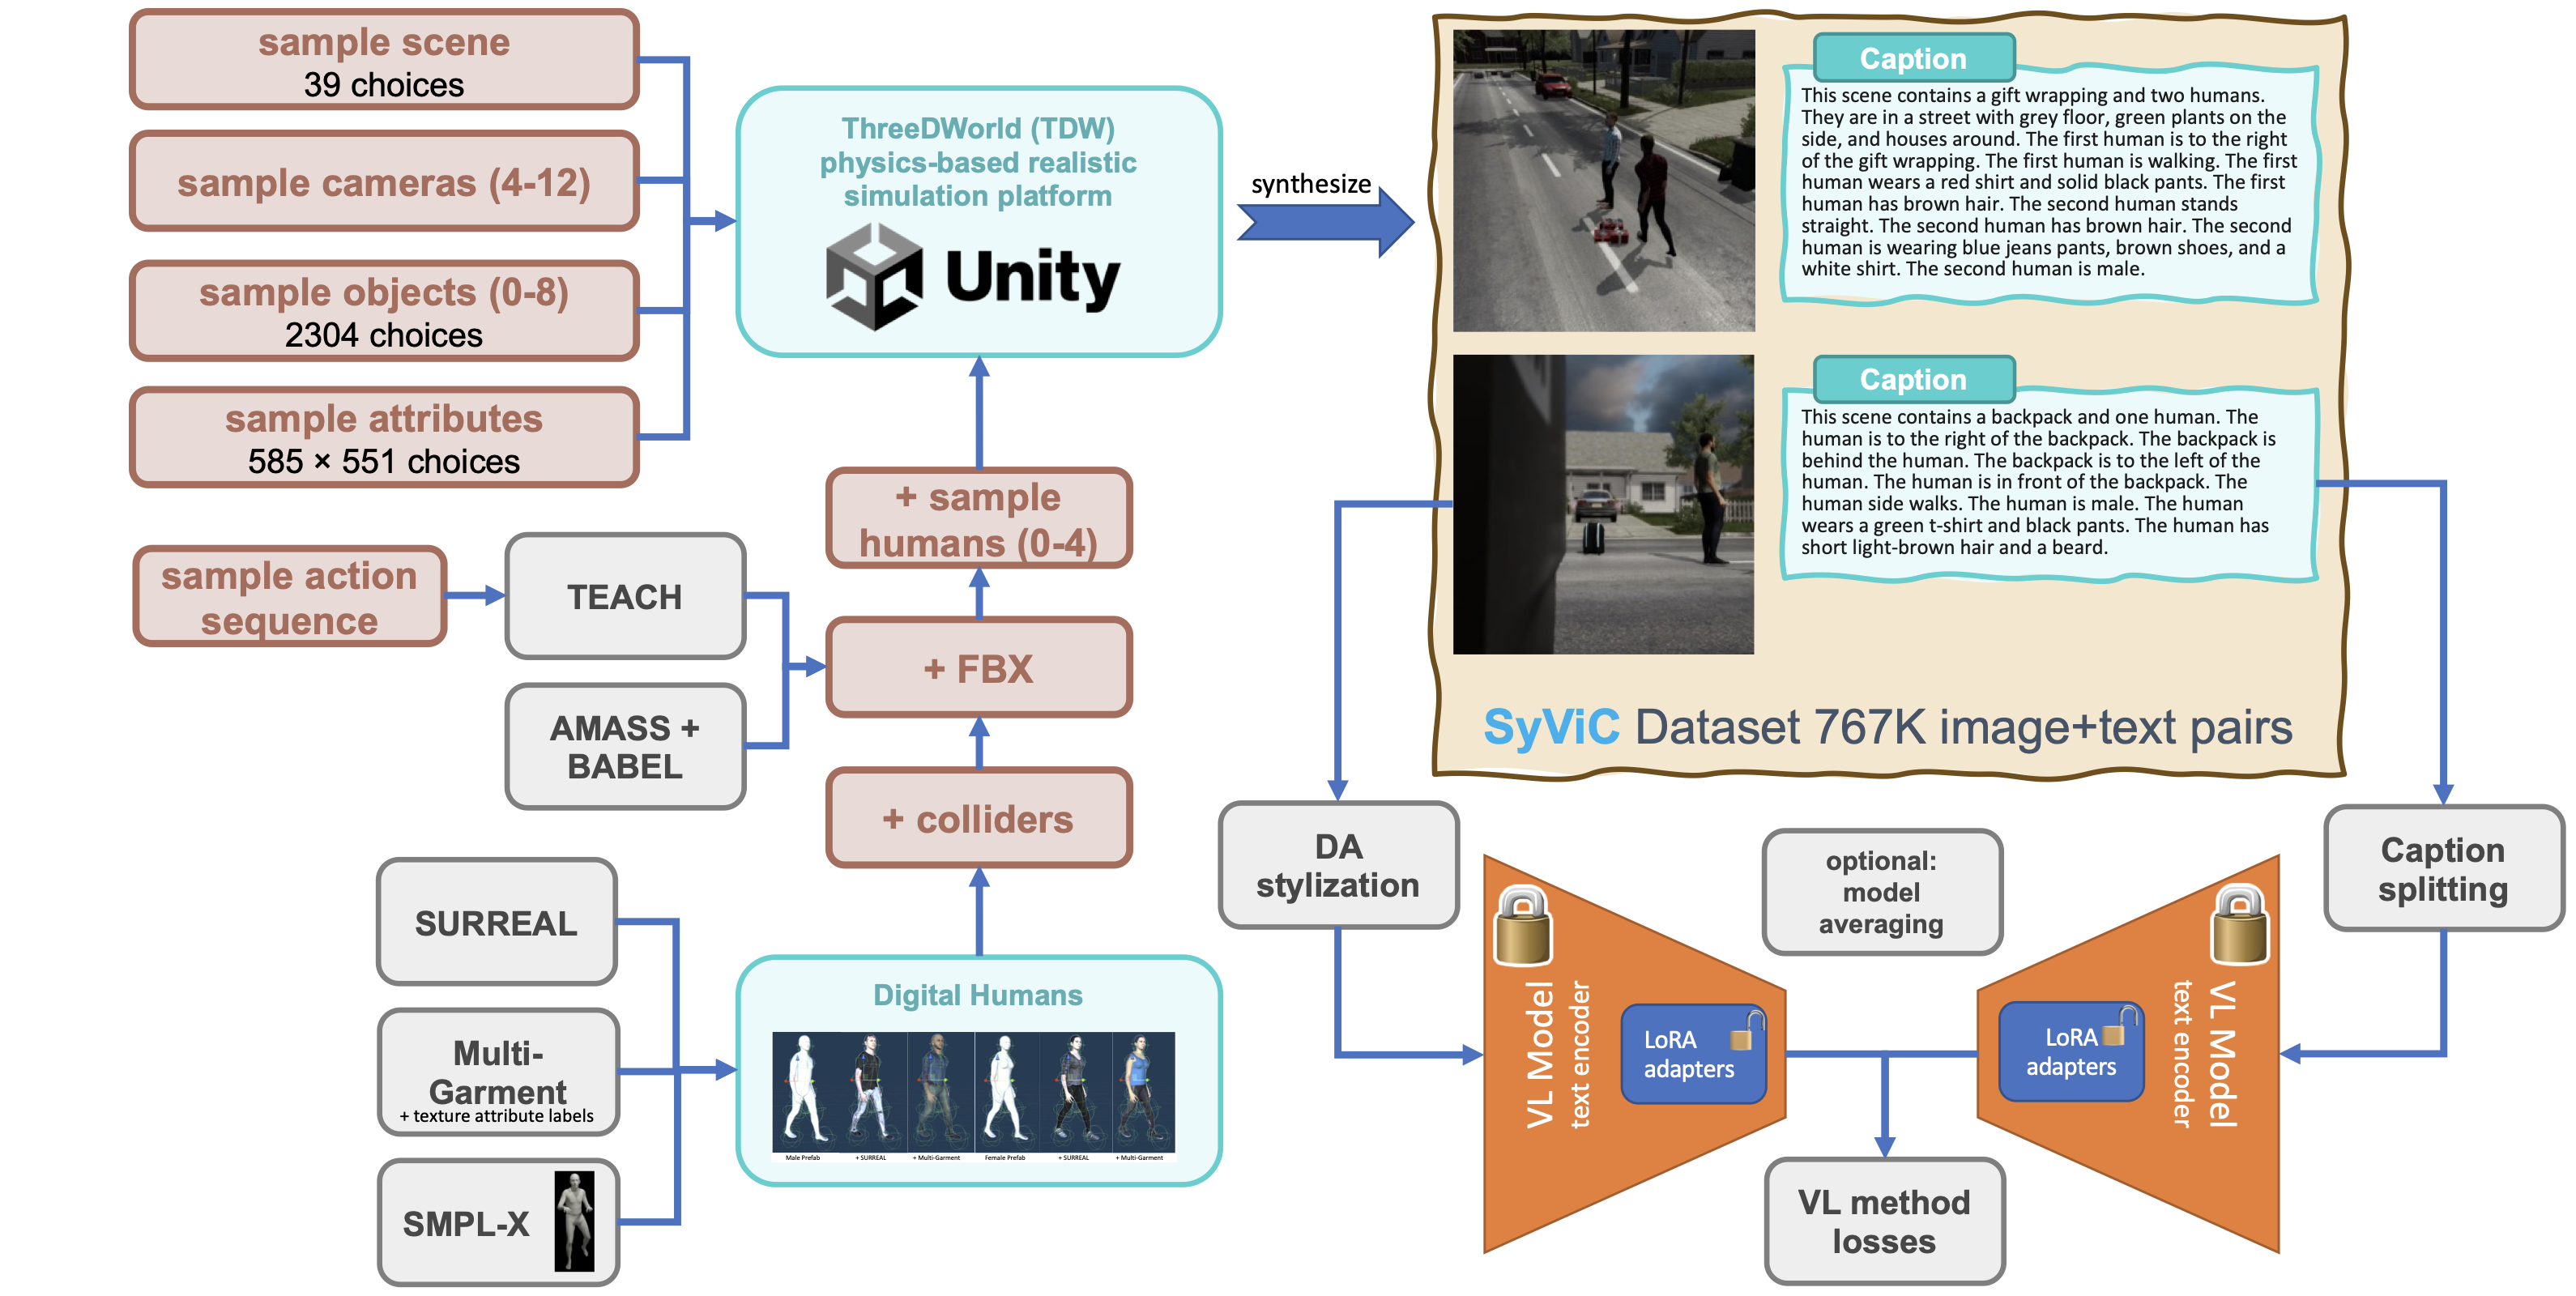 sample scene
39 choices
sample cameras (4-12)
sample objects (0-8)
2304 choices
sample attributes
585 × 551 choices
ThreeDWorld (TDW)
physics-based realistic
simulation platform
Unity
synthesize
sample action
sequence
TEACH
AMASS +
BABEL
+ sample
humans (0-4)
+ FBX
+ colliders
SURREAL
Multi-
Garment
+ texture attribute labels
SMPL-X
Digital Humans
Male Prefab
+ SURREAL
+ Multi-Garment
Female Prefab
+ SURREAL
+ Multi-Garment
Caption
This scene contains a gift wrapping and two humans.
They are in a street with grey floor, green plants on the
side, and houses around. The first human is to the right
of the gift wrapping. The first human is walking. The first
human wears a red shirt and solid black pants. The first
human has brown hair. The second human stands
straight. The second human has brown hair. The second
human is wearing blue jeans pants, brown shoes, and a
white shirt. The second human is male.
Caption
This scene contains a backpack and one human. The
human is to the right of the backpack. The backpack is
behind the human. The backpack is to the left of the
human. The human is in front of the backpack. The
human side walks. The human is male. The human
wears a green t-shirt and black pants. The human has
short light-brown hair and a beard.
SyViC Dataset 767K image+text pairs
DA
stylization
VL Model
text encoder
LoRA
adapters
optional:
model
averaging
LoRA
adapters
text encoder
VL Model
Caption
splitting
VL method
losses